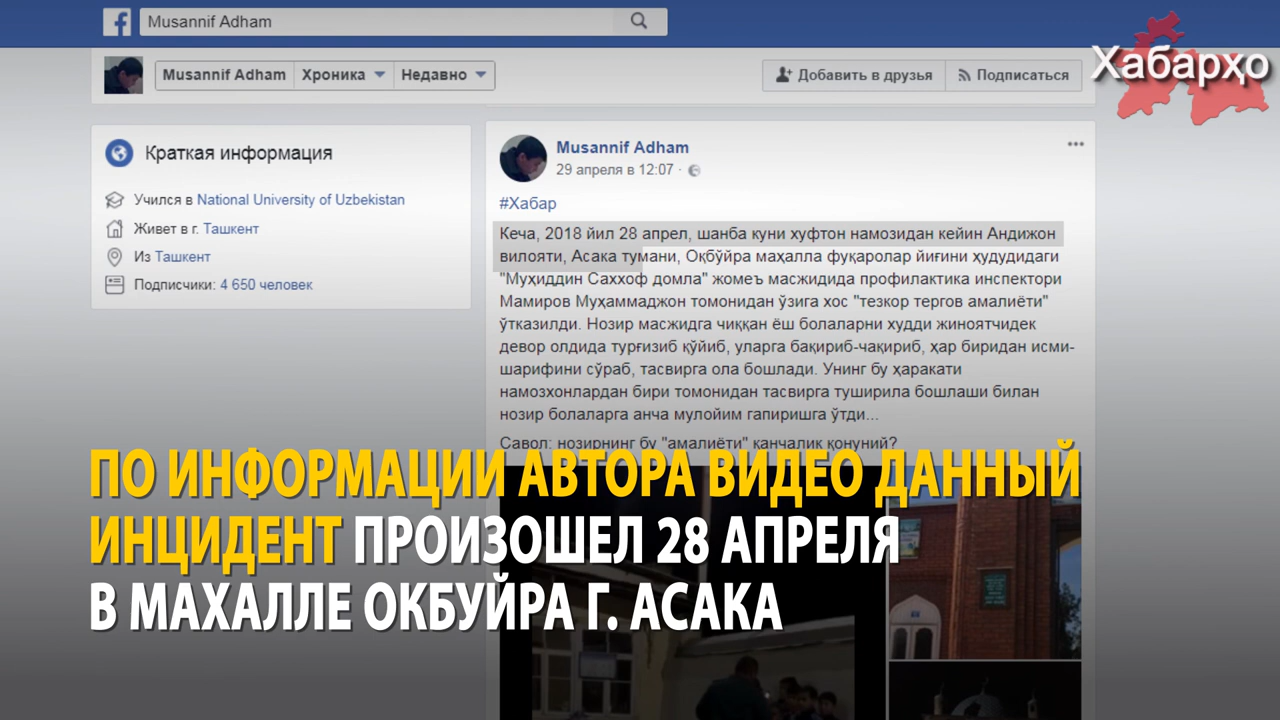 Musannif Adham
Хабарҳо
Musannif Adham Хроника Недавно
Добавить в друзья Подписаться
Краткая информация
Учился в National University of Uzbekistan
Живет в г. Ташкент
Из Ташкент
Подписчики: 4 650 человек
Musannif Adham
29 апреля в 12:07 ·
#Хабар
Кеча, 2018 йил 28 апрел, шанба куни хуфтон намозидан кейин Андижон
вилояти, Асака тумани, Оқбўйра маҳалла фуқаролар йиғини ҳудудидаги
"Муҳиддин Саххоф домла" жомеъ масжидида профилактика инспектори
Мамиров Муҳаммаджон томонидан ўзига хос "тезкор тергов амалиёти"
ўтказилди. Нозир масжидга чиққан ёш болаларни худди жиноятчидек
девор олдида турғизиб қўйиб, уларга бақириб-чақириб, ҳар биридан исми-
шарифини сўраб, тасвирга ола бошлади. Унинг бу ҳаракати
намозхонлардан бири томонидан тасвирга туширила бошлаши билан
нозир болаларга анча мулойим гапиришга ўтди...
Савол: нозирнинг бу "амалиёти" қанчалик қонуний?
ПО ИНФОРМАЦИИ АВТОРА ВИДЕО ДАННЫЙ
ИНЦИДЕНТ ПРОИЗОШЕЛ 28 АПРЕЛЯ
В МАХАЛЛЕ ОКБУЙРА Г. АСАКА